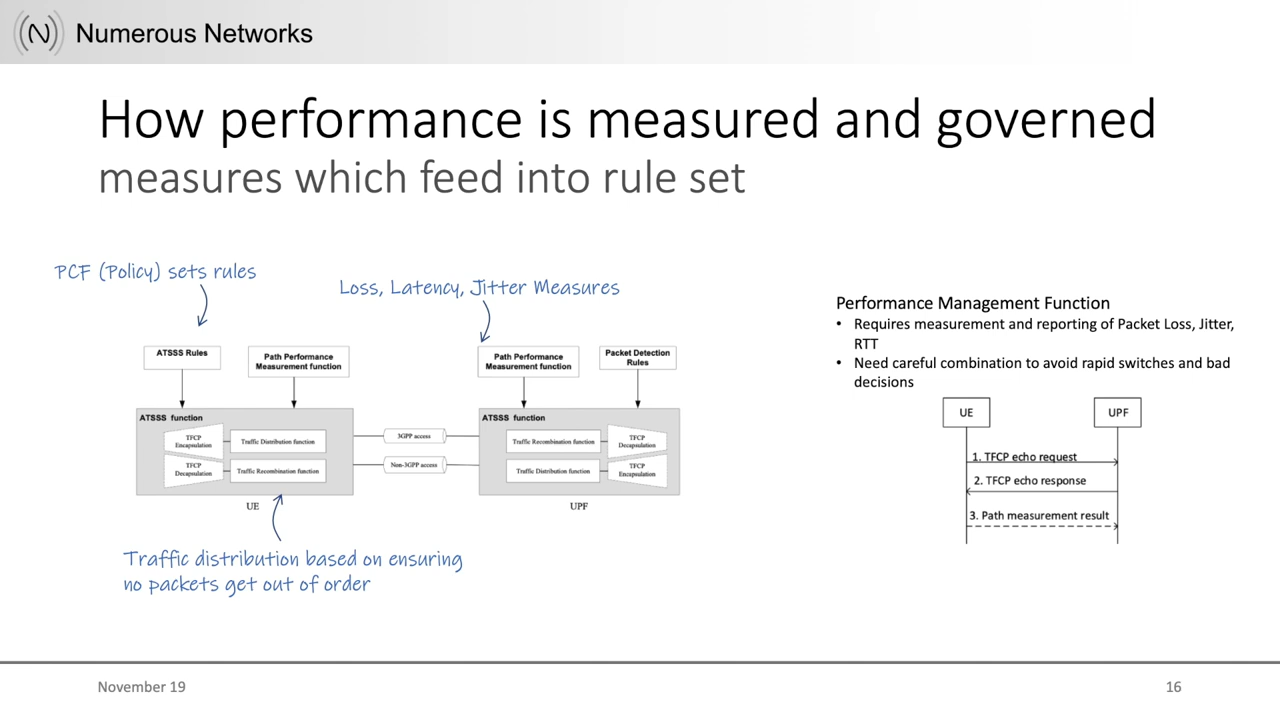 Numerous Networks
How performance is measured and governed
measures which feed into rule set
PCF (Policy) sets rules
Loss, Latency, Jitter Measures
ATSSS Rules
Path Performance
Measurement function
Path Performance
Measurement function
Packet Detection
Rules
ATSSS function
TFCP
Encapsulation
Traffic Distribution function
TFCP
Decapsulation
Traffic Recombination function
UE
3GPP access
Non-3GPP access
ATSSS function
Traffic Recombination function
TFCP
Decapsulation
Traffic Distribution function
TFCP
Encapsulation
UPF
Traffic distribution based on ensuring
no packets get out of order
Performance Management Function
• Requires measurement and reporting of Packet Loss, Jitter,
RTT
• Need careful combination to avoid rapid switches and bad
decisions
UE
UPF
1. TFCP echo request
2. TFCP echo response
3. Path measurement result
November 19
16